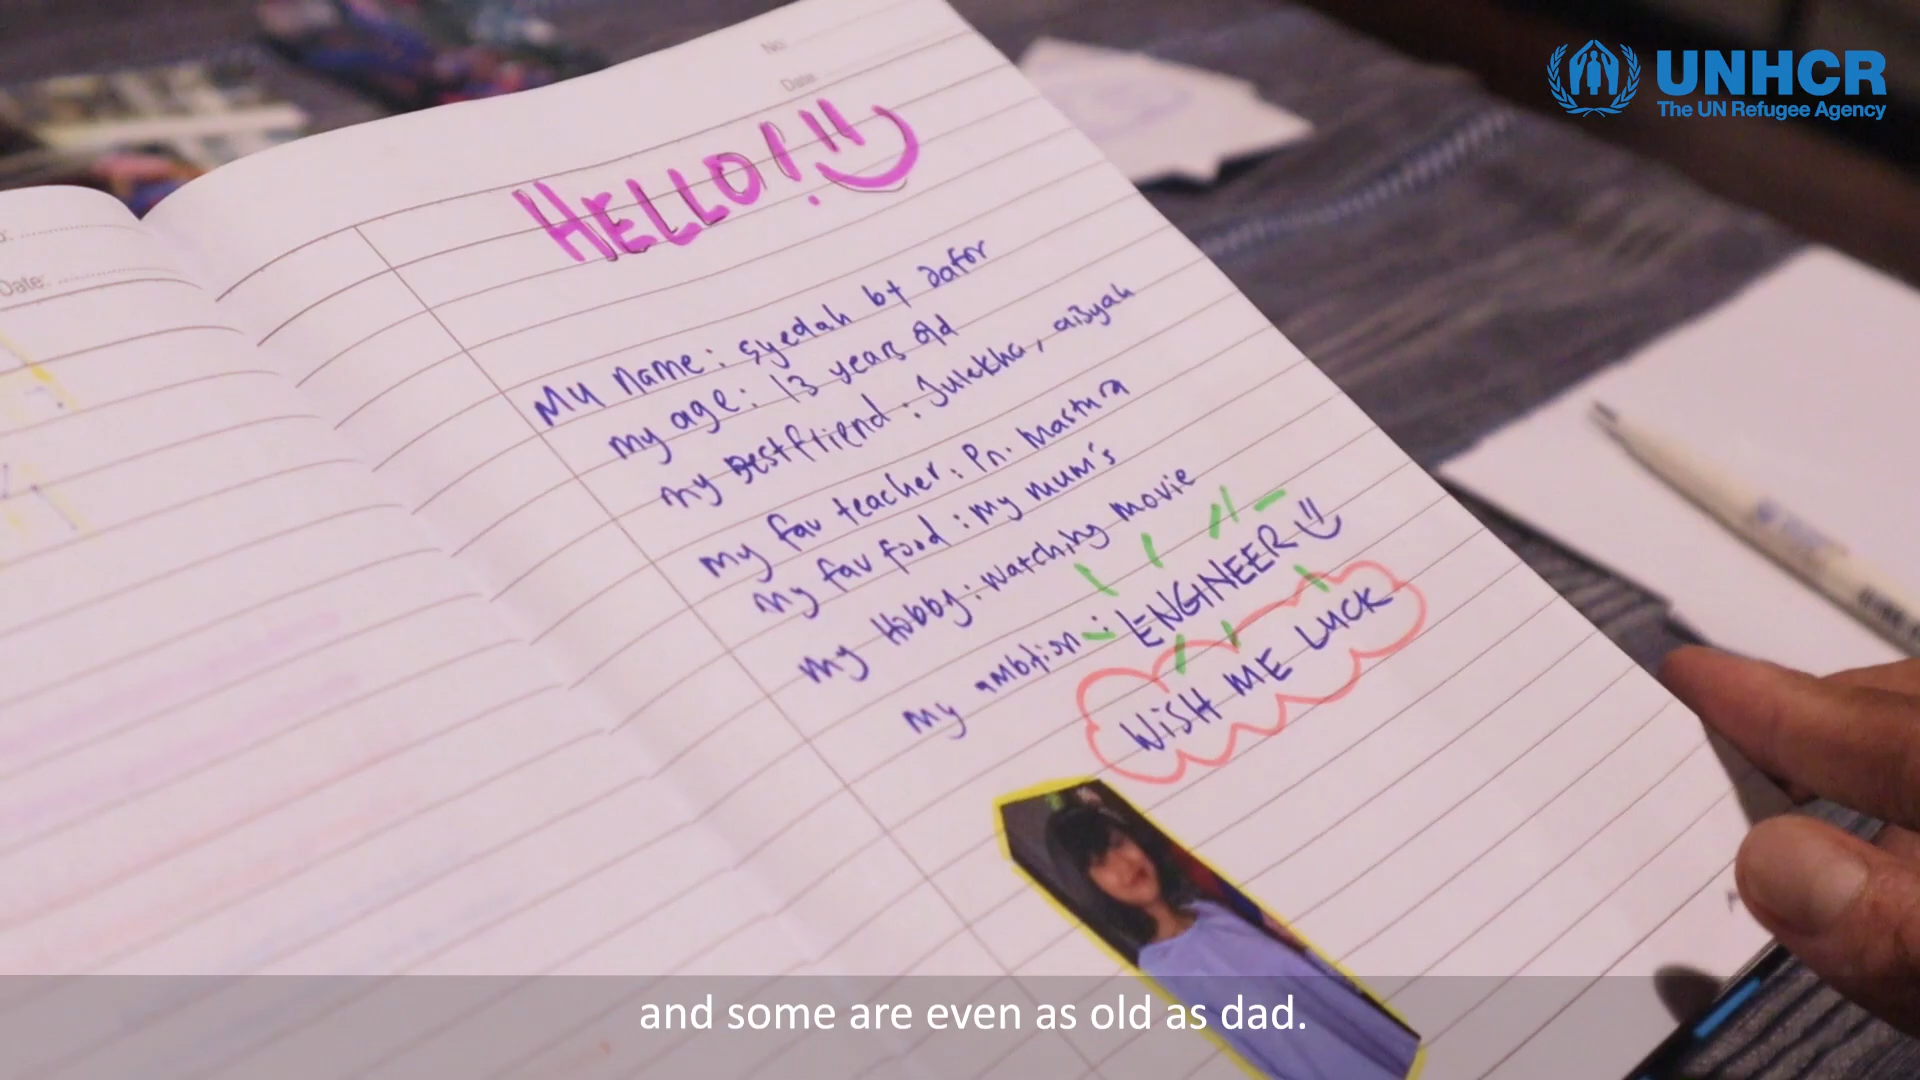 UNHCR
The UN Refugee Agency
No:
Date:
Date:
HELLO!
My name: Syedah bt Jafor
my age: 13 years old
my bestfriend: Julekha, aisyah
my fav teacher: Pn. Mastura
my fav food: my mum's
my Hobby: watching movie
my ambition: ENGINEER
WiSH ME LUCK
and some are even as old as dad.